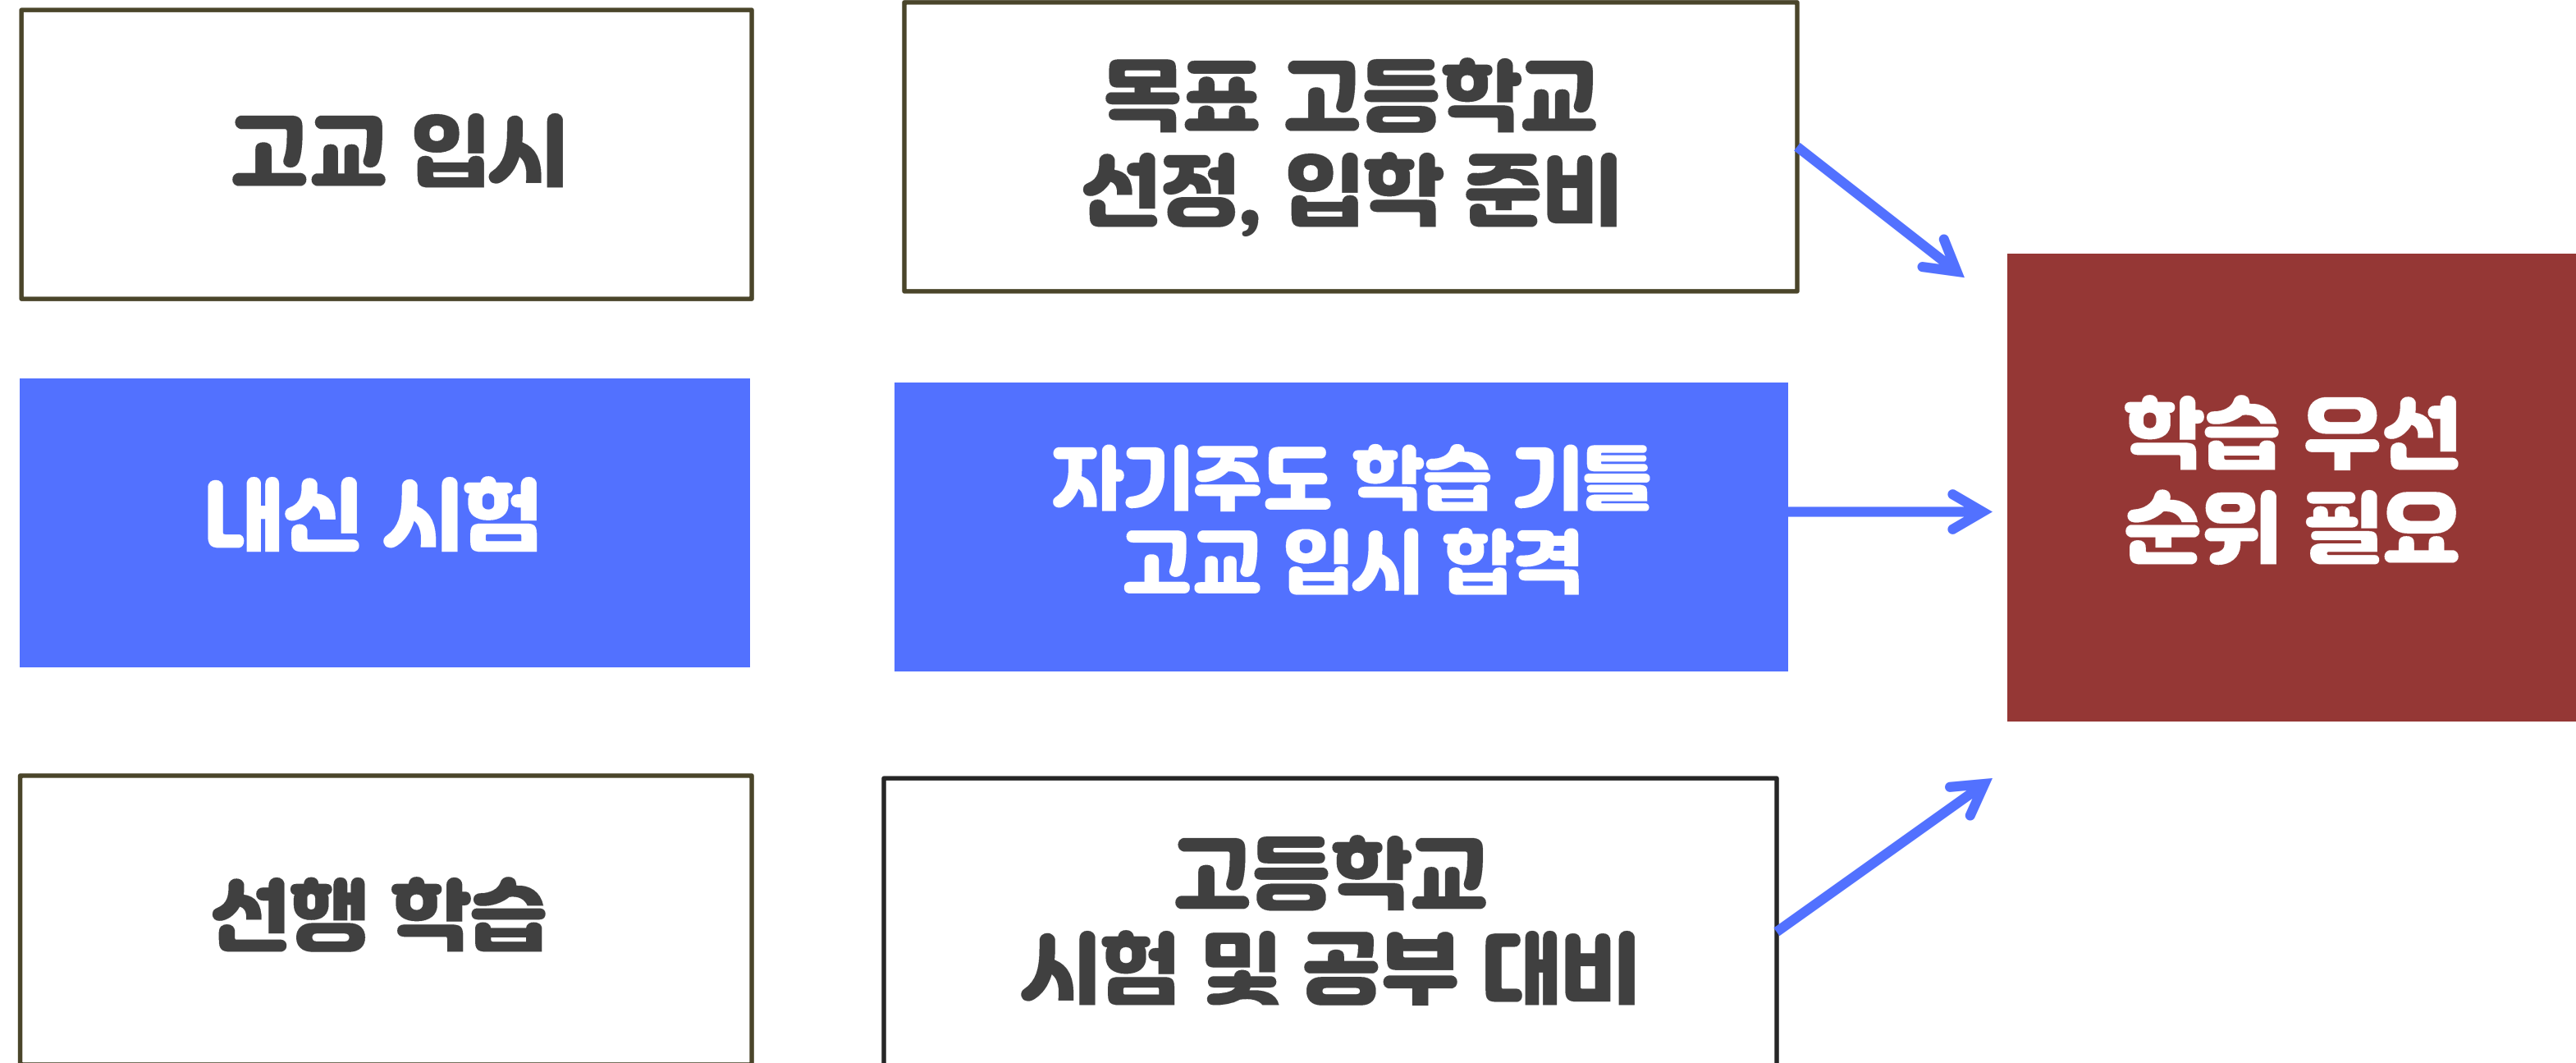 고교 입시
목표 고등학교
선정, 입학 준비
내신 시험
자기주도 학습 기틀
고교 입시 합격
학습 우선
순위 필요
선행 학습
고등학교
시험 및 공부 대비